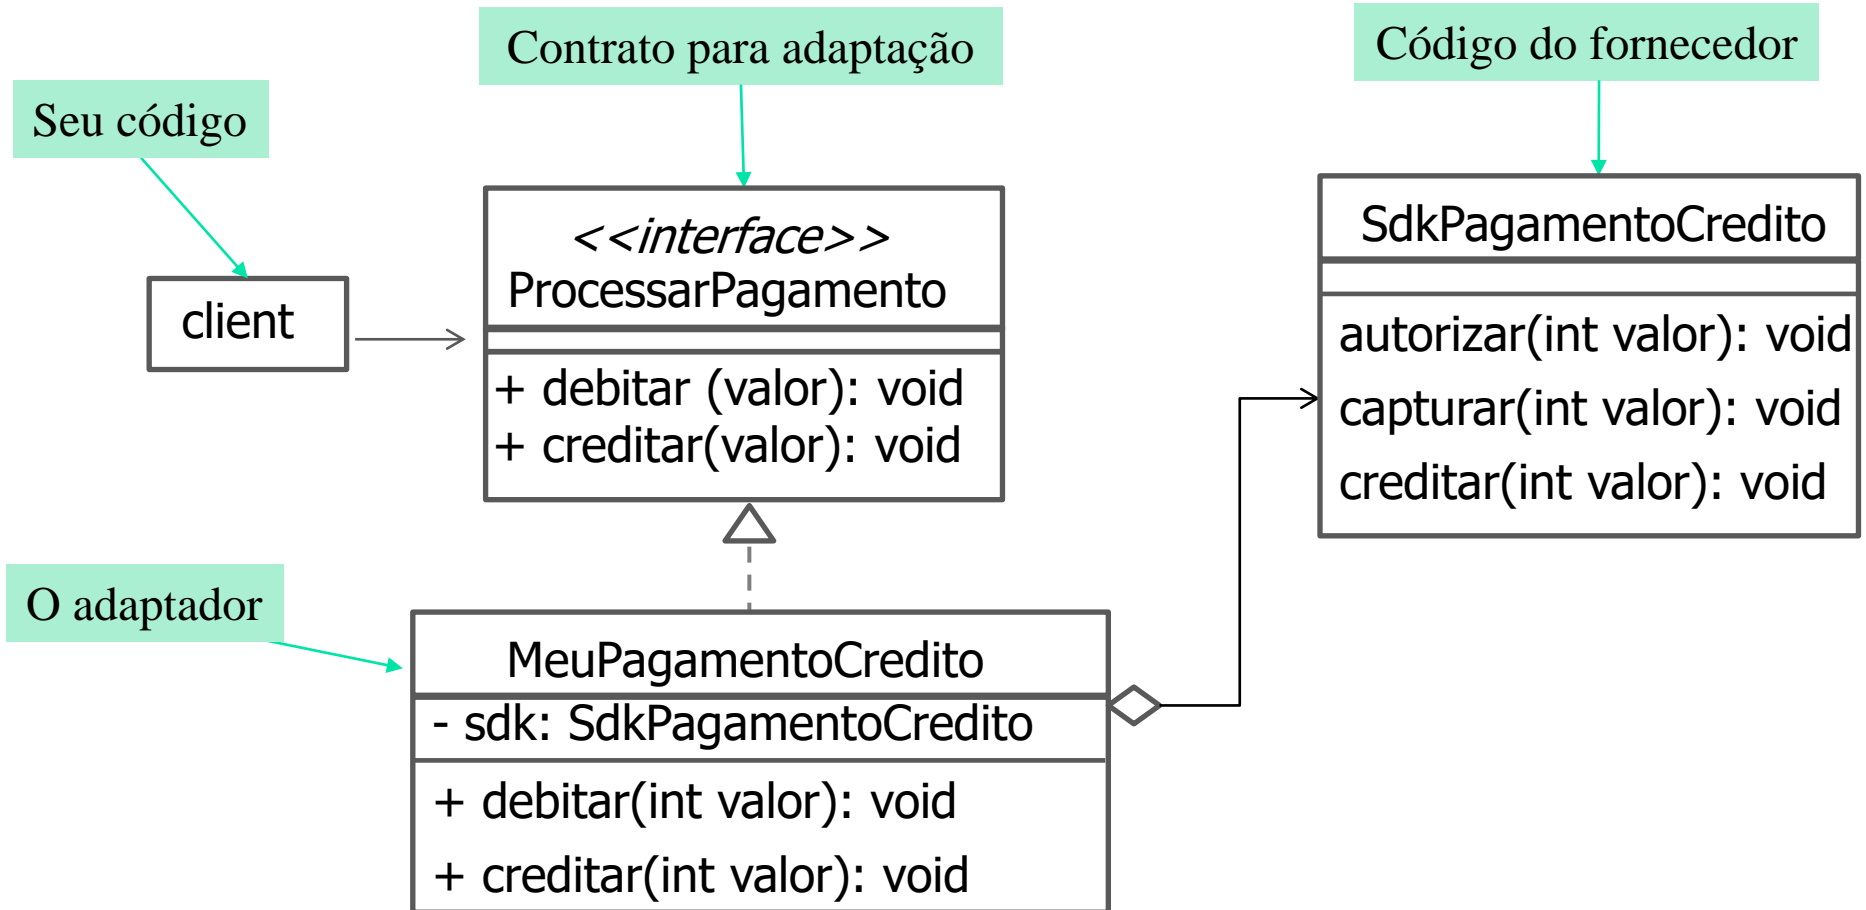 Contrato para adaptação
Código do fornecedor
Seu código
<<interface>>
ProcessarPagamento
+ debitar (valor): void
+ creditar(valor): void
client
SdkPagamentoCredito
autorizar(int valor): void
capturar(int valor): void
creditar(int valor): void
O adaptador
MeuPagamentoCredito
- sdk: SdkPagamentoCredito
+ debitar(int valor): void
+ creditar(int valor): void